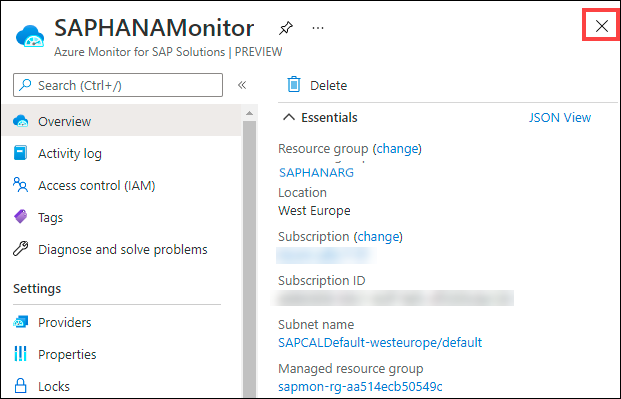 SAPHANAMonitor
Azure Monitor for SAP Solutions | PREVIEW
Search (Ctrl+/)
Overview
Activity log
Access control (IAM)
Tags
Diagnose and solve problems
Settings
Providers
Properties
Locks
Delete
Essentials
JSON View
Resource group (change)
SAPHANARG
Location
West Europe
Subscription (change)
Subscription ID
Subnet name
SAPCALDefault-westeurope/default
Managed resource group
sapmon-rg-aa514ecb50549c